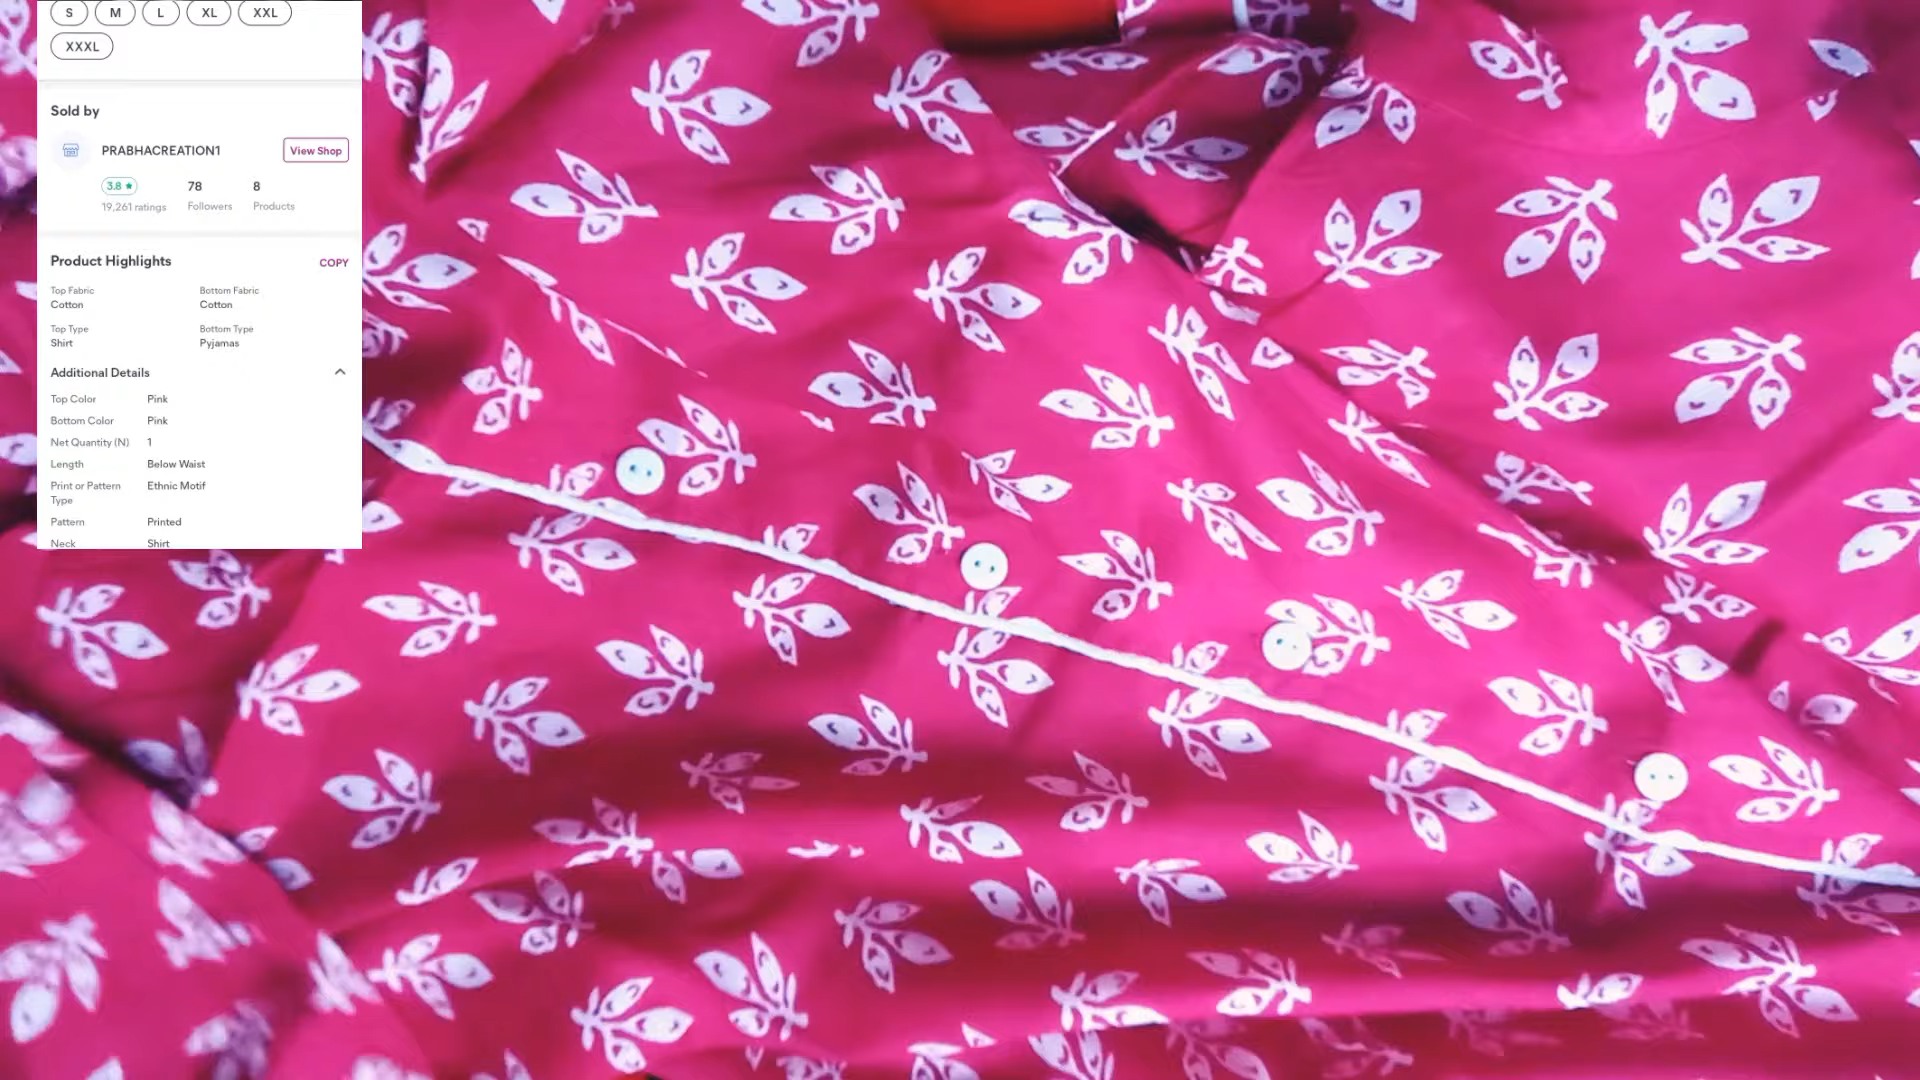 S M L XL XXL
XXXL
Sold by
PRABHACREATION1 View Shop
3.8 ★ 78 8
19,261 ratings Followers Products
Product Highlights COPY
Top Fabric Bottom Fabric
Cotton Cotton
Top Type Bottom Type
Shirt Pyjamas
Additional Details
Top Color Pink
Bottom Color Pink
Net Quantity (N) 1
Length Below Waist
Print or Pattern Ethnic Motif
Type
Pattern Printed
Neck Shirt